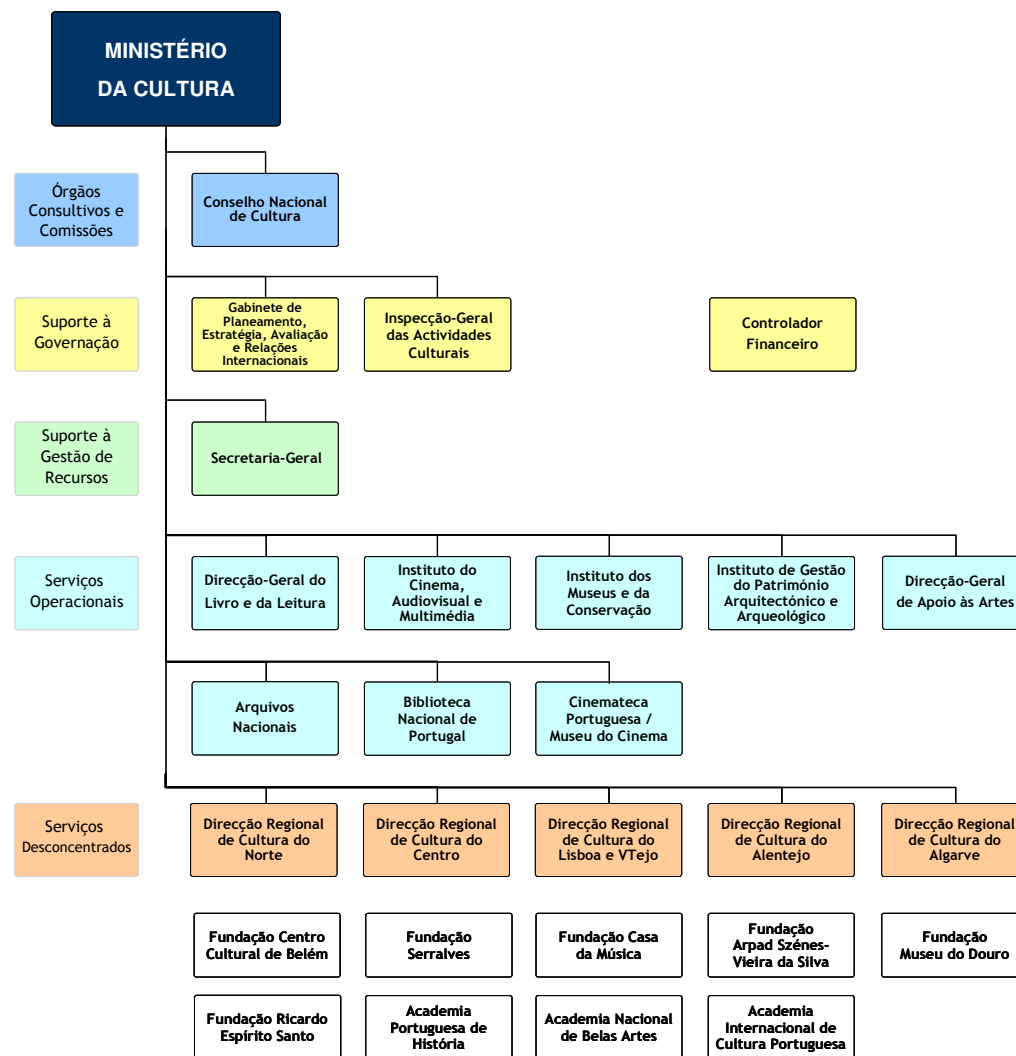 MINISTÉRIO
DA CULTURA
Órgãos
Consultivos e
Comissões
Conselho Nacional
de Cultura
Suporte à
Governação
Gabinete de
Planeamento,
Estratégia, Avaliação
e Relações
Internacionais
Inspecção-Geral
das Actividades
Culturais
Controlador
Financeiro
Suporte à
Gestão de
Recursos
Secretaria-Geral
Serviços
Operacionais
Direcção-Geral do
Livro e da Leitura
Instituto do
Cinema,
Audiovisual e
Multimédia
Instituto dos
Museus e da
Conservação
Instituto de Gestão
do Património
Arquitectónico e
Arqueológico
Direcção-Geral
de Apoio às Artes
Arquivos
Nacionais
Biblioteca
Nacional de
Portugal
Cinemateca
Portuguesa /
Museu do Cinema
Serviços
Desconcentrados
Direcção Regional
de Cultura do
Norte
Direcção Regional
de Cultura do
Centro
Direcção Regional
de Cultura do
Lisboa e VTejo
Direcção Regional
de Cultura do
Alentejo
Direcção Regional
de Cultura do
Algarve
Fundação Centro
Cultural de Belém
Fundação
Serralves
Fundação Casa
da Música
Fundação
Arpad Szénes-
Vieira da Silva
Fundação
Museu do Douro
Fundação Ricardo
Espírito Santo
Academia
Portuguesa de
História
Academia Nacional
de Belas Artes
Academia
Internacional de
Cultura Portuguesa